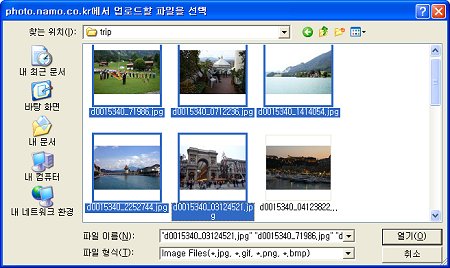 photo.namo.co.kr에서 업로드할 파일을 선택
찾는 위치(I):
trip
내 최근 문서
바탕 화면
내 문서
내 컴퓨터
내 네트워크 환경
d0015340_71986.jpg
d0015340_0712236.jpg
d0015340_1414054.jpg
d0015340_2252744.jpg
d0015340_03124521.jp
g
d0015340_04123822,,,
파일 이름(N):
"d0015340_03124521.jpg" "d0015340_71986.jpg" "d
열기(O)
파일 형식(T):
Image Files(*.jpg, *.gif, *.png, *.bmp)
취소